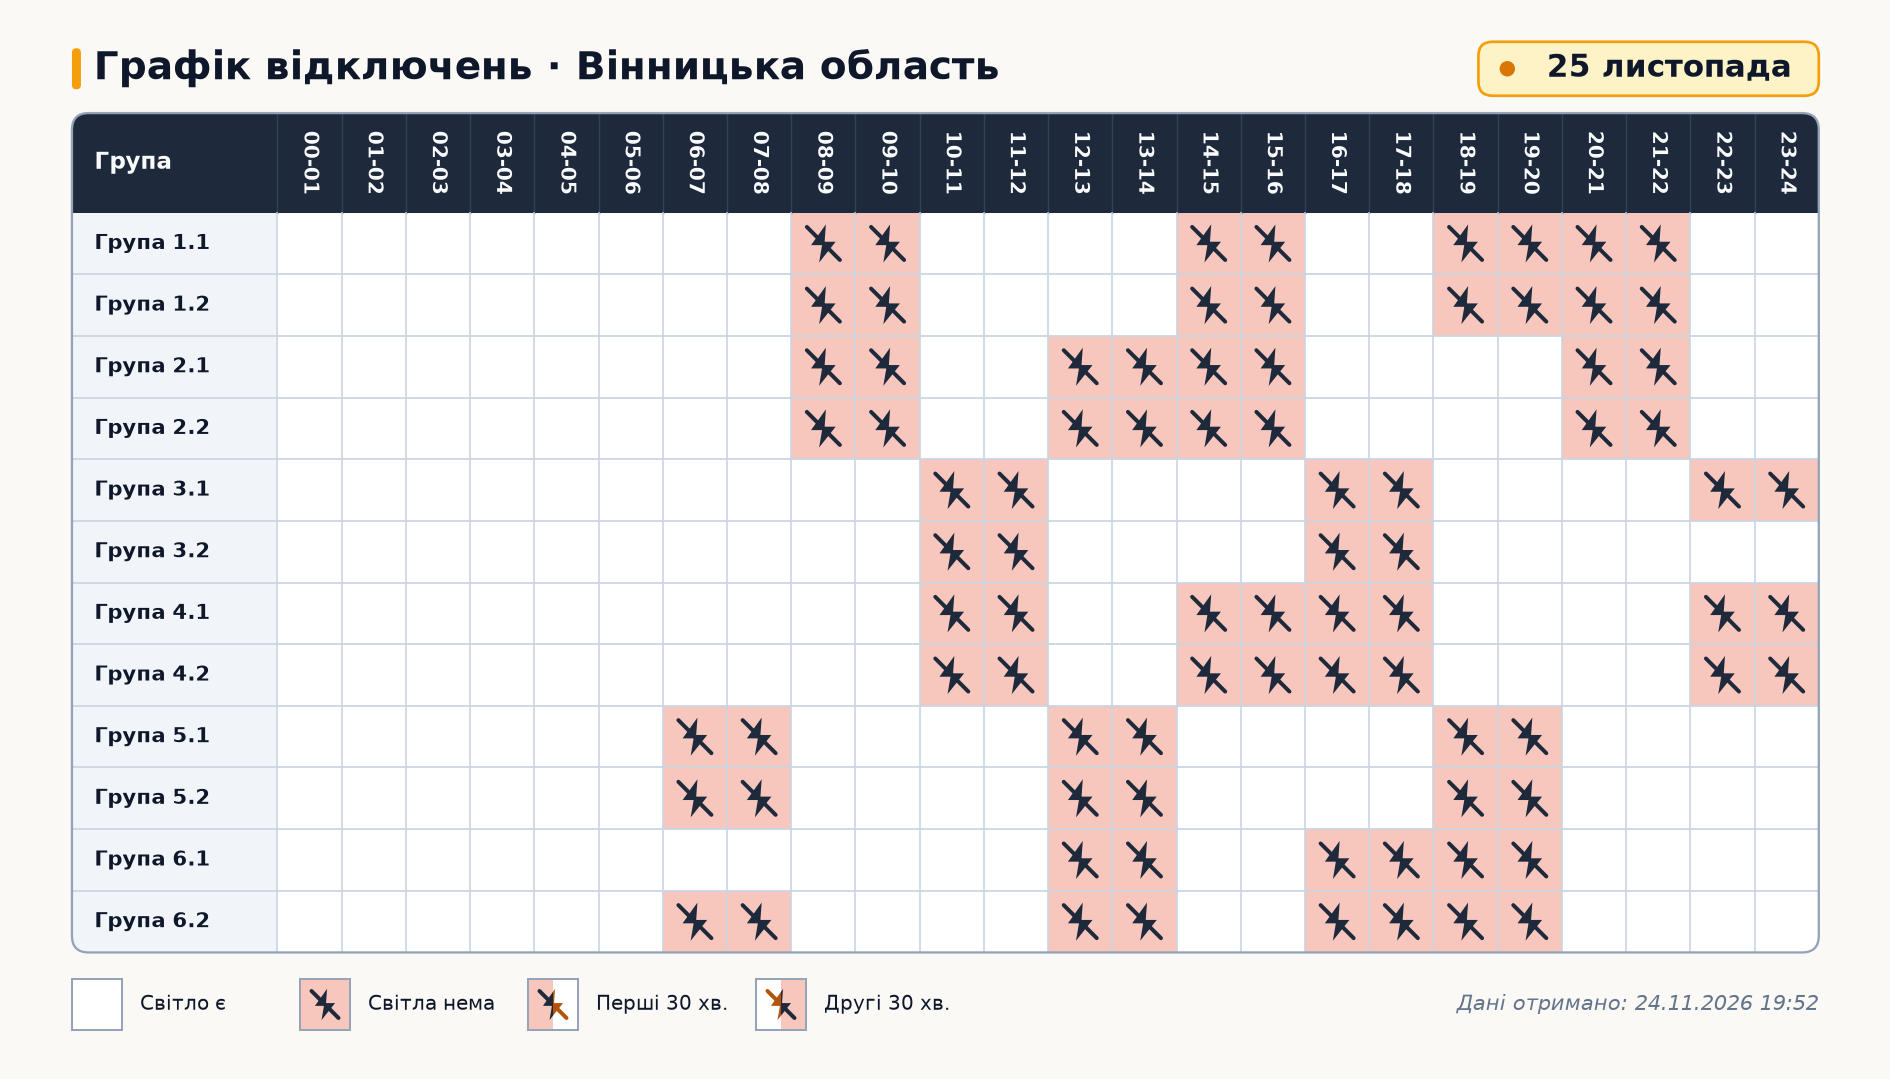 Графік відключень · Вінницька область
25 листопада
Група 00-01 01-02 02-03 03-04 04-05 05-06 06-07 07-08 08-09 09-10 10-11 11-12 12-13 13-14 14-15 15-16 16-17 17-18 18-19 19-20 20-21 21-22 22-23 23-24
Група 1.1
Група 1.2
Група 2.1
Група 2.2
Група 3.1
Група 3.2
Група 4.1
Група 4.2
Група 5.1
Група 5.2
Група 6.1
Група 6.2
Світло є Світла нема Перші 30 хв. Другі 30 хв.
Дані отримано: 24.11.2026 19:52